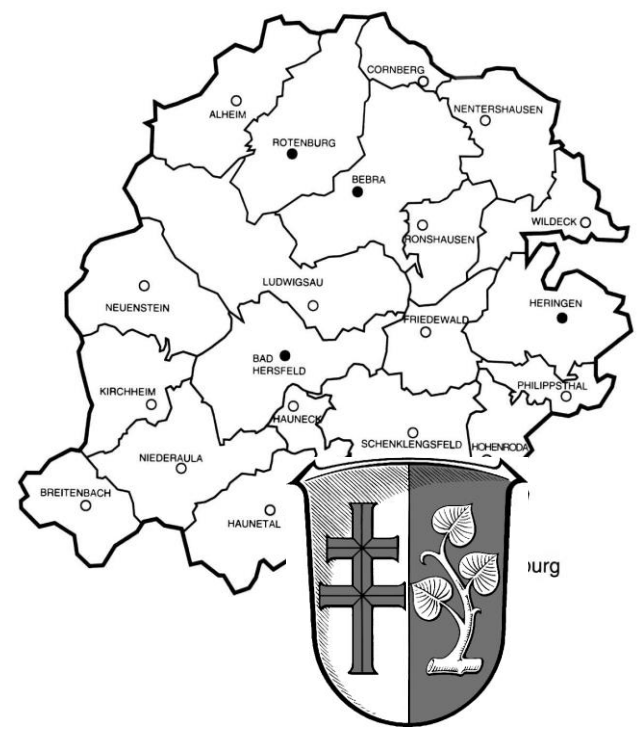 CORNBERG
ALHEIM
NENTERSHAUSEN
ROTENBURG
BEBRA
WILDECK
RONSHAUSEN
LUDWIGSAU
NEUENSTEIN
HERINGEN
FRIEDEWALD
BAD
HERSFELD
PHILIPPSTHAL
KIRCHHEIM
HAUNECK
SCHENKLENGSFELD
HOHENRODA
NIEDERAULA
BREITENBACH
HAUNETAL
burg